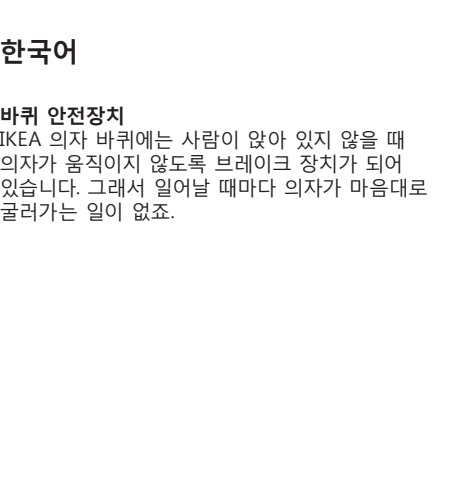 한국어
바퀴 안전장치
IKEA 의자 바퀴에는 사람이 앉아 있지 않을 때
의자가 움직이지 않도록 브레이크 장치가 되어
있습니다. 그래서 일어날 때마다 의자가 마음대로
굴러가는 일이 없죠.